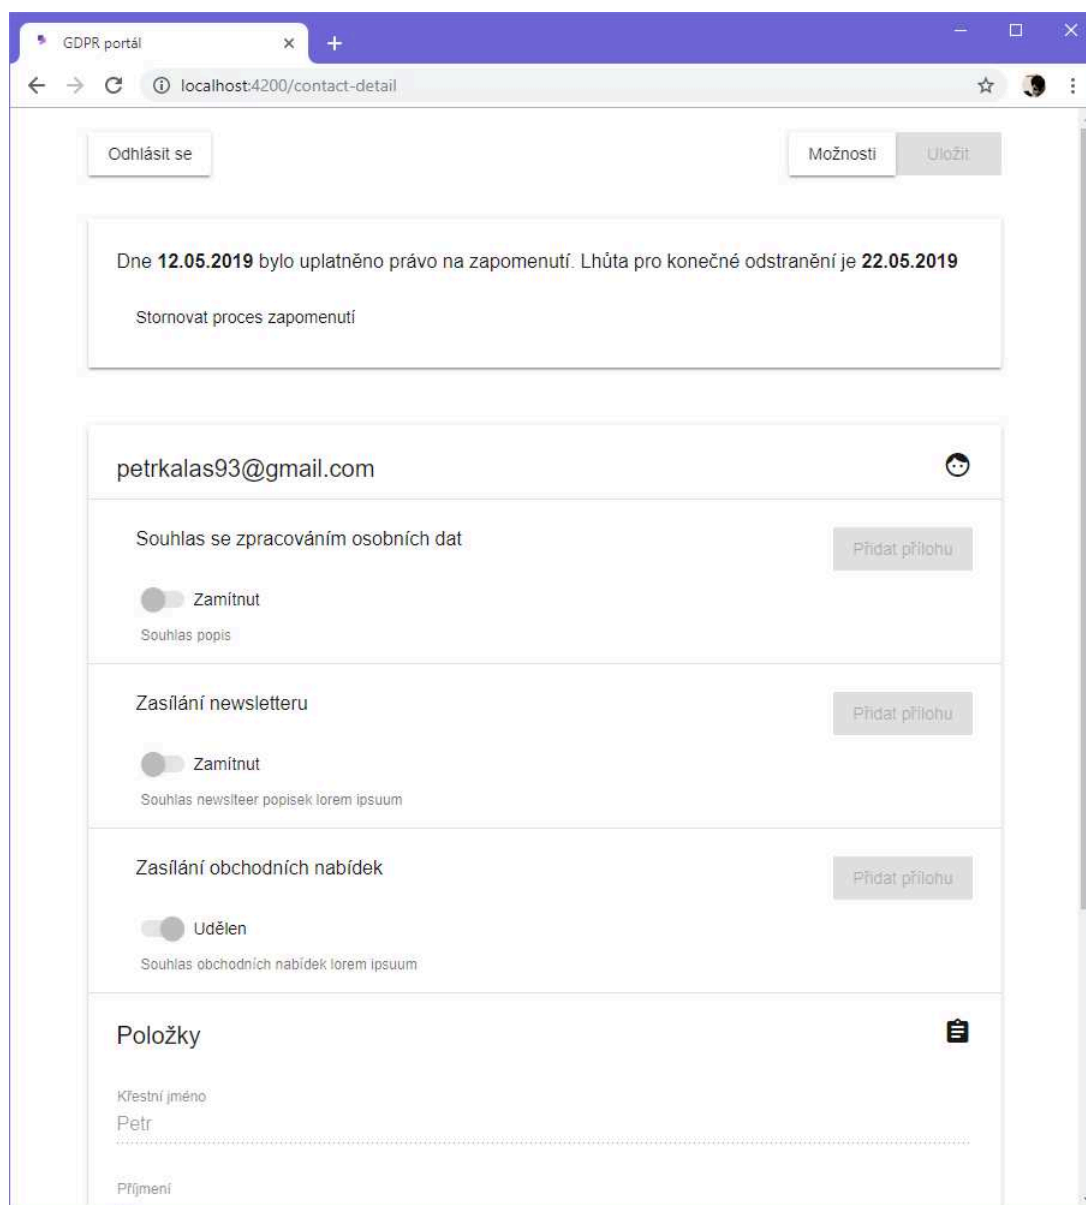 GDPR portál
localhost:4200/contact-detail
Odhlásit se
Možnosti
Uložit
Dne 12.05.2019 bylo uplatněno právo na zapomenutí. Lhůta pro konečné odstranění je 22.05.2019
Stornovat proces zapomenutí
petrkalas93@gmail.com
Souhlas se zpracováním osobních dat
Přidat přílohu
Zamítnut
Souhlas popis
Zasílání newsletteru
Přidat přílohu
Zamítnut
Souhlas newslteer popisek lorem ipsuum
Zasílání obchodních nabídek
Přidat přílohu
Udělen
Souhlas obchodních nabídek lorem ipsuum
Položky
Křestní jméno
Petr
Příjmení